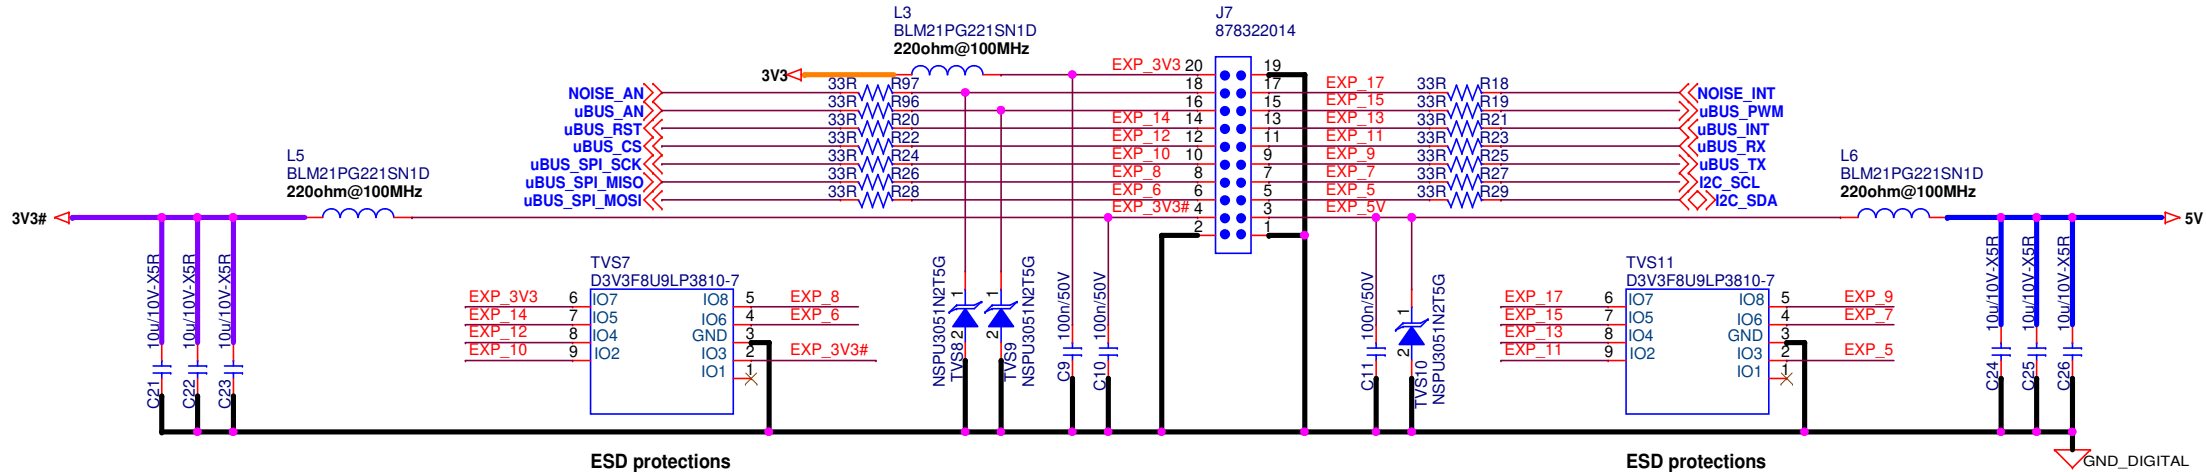 L3
BLM21PG221SN1D
220ohm@100MHz
J7
878322014
3V3
EXP_3V3 20
19
NOISE_AN
33R R97
18
17
EXP_17
33R R18
NOISE_INT
uBUS_AN
33R R96
16
15
EXP_15
33R R19
uBUS_PWM
uBUS_RST
33R R20
EXP_14
14
13
EXP_13
33R R21
uBUS_INT
uBUS_CS
33R R22
EXP_12
12
11
EXP_11
33R R23
uBUS_RX
uBUS_SPI_SCK
33R R24
EXP_10
10
9
EXP_9
33R R25
uBUS_TX
uBUS_SPI_MISO
33R R26
EXP_8
8
7
EXP_7
33R R27
I2C_SCL
uBUS_SPI_MOSI
33R R28
EXP_6
6
5
EXP_5
33R R29
I2C_SDA
EXP_3V3# 4
3
EXP_5V
2
1
L5
BLM21PG221SN1D
220ohm@100MHz
3V3#
L6
BLM21PG221SN1D
220ohm@100MHz
5V
C21 10u/10V-X5R
C22 10u/10V-X5R
C23 10u/10V-X5R
TVS7
D3V3F8U9LP3810-7
EXP_3V3 6 IO7
IO8 5 EXP_8
EXP_14 7 IO5
IO6 4 EXP_6
EXP_12 8 IO4
GND 3
EXP_10 9 IO2
IO3 2 EXP_3V3#
IO1 1
ESD protections
NSPU3051N2T5G
TVS8
1
2
TVS9
NSPU3051N2T5G
1
2
C9 100n/50V
C10 100n/50V
C11 100n/50V
TVS10
NSPU3051N2T5G
1
2
TVS11
D3V3F8U9LP3810-7
EXP_17 6 IO7
IO8 5 EXP_9
EXP_15 7 IO5
IO6 4 EXP_7
EXP_13 8 IO4
GND 3
EXP_11 9 IO2
IO3 2 EXP_5
IO1 1
ESD protections
C24 10u/10V-X5R
C25 10u/10V-X5R
C26 10u/10V-X5R
GND_DIGITAL